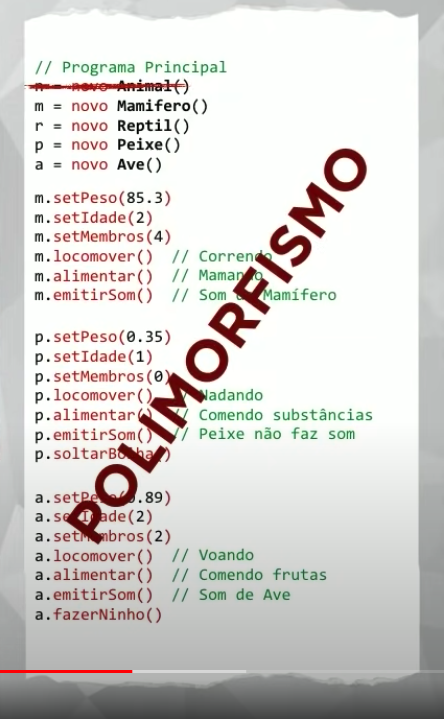 // Programa Principal
n = novo Animal()
m = novo Mamifero()
r = novo Reptil()
p = novo Peixe()
a = novo Ave()
m.setPeso(85.3)
m.setIdade(2)
m.setMembros(4)
m.locomover() // Correndo
m.alimentar() // Mamando
m.emitirSom() // Som de Mamífero
p.setPeso(0.35)
p.setIdade(1)
p.setMembros(0)
p.locomover() // Nadando
p.alimentar() // Comendo substâncias
p.emitirSom() // Peixe não faz som
p.soltarBolha()
a.setPeso(0.89)
a.setIdade(2)
a.setMembros(2)
a.locomover() // Voando
a.alimentar() // Comendo frutas
a.emitirSom() // Som de Ave
a.fazerNinho()
POLIMORFISMO